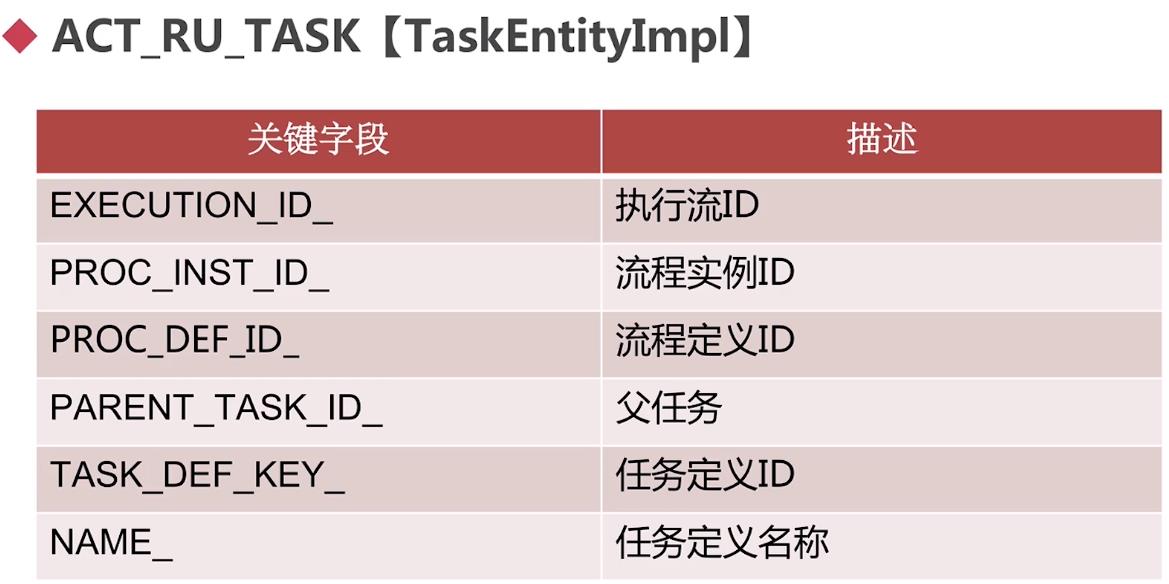 ACT_RU_TASK【TaskEntityImpl】
关键字段 描述
EXECUTION_ID_ 执行流ID
PROC_INST_ID_ 流程实例ID
PROC_DEF_ID_ 流程定义ID
PARENT_TASK_ID_ 父任务
TASK_DEF_KEY_ 任务定义ID
NAME_ 任务定义名称